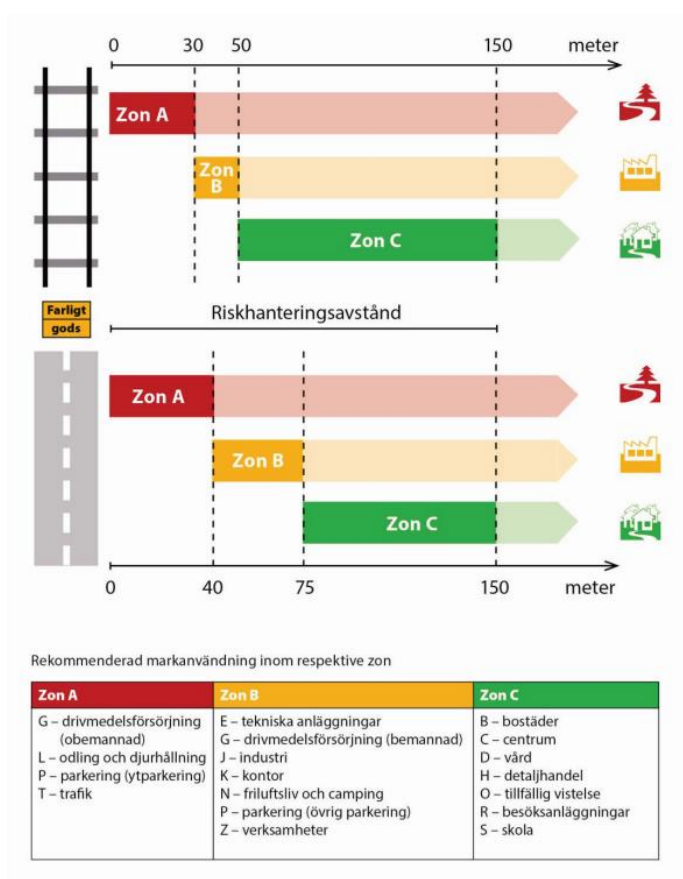 0 30 50 150 meter
Zon A
Zon
B
Zon C
Farligt
gods
Riskhanteringsavstånd
Zon A
Zon B
Zon C
0 40 75 150 meter
Rekommenderad markanvändning inom respektive zon
Zon A
G – drivmedelsförsörjning
(obemannad)
L – odling och djurhållning
P – parkering (ytparkering)
T – trafik
Zon B
E – tekniska anläggningar
G – drivmedelsförsörjning (bemannad)
J – industri
K – kontor
N – friluftsliv och camping
P – parkering (övrig parkering)
Z – verksamheter
Zon C
B – bostäder
C – centrum
D – vård
H – detaljhandel
O – tillfällig vistelse
R – besöksanläggningar
S – skola